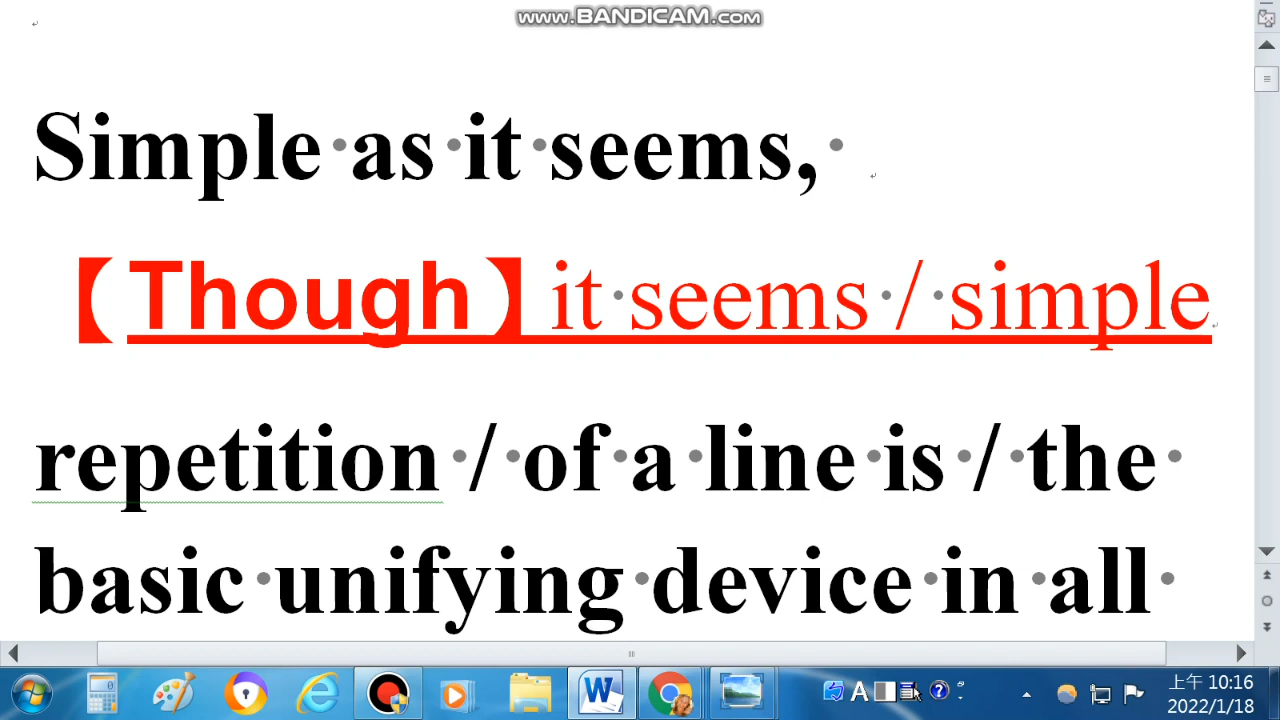 www.BANDICAM.com
Simple as it seems,
【Though】it seems / simple
repetition / of a line is / the
basic unifying device in all
上午 10:16
2022/1/18